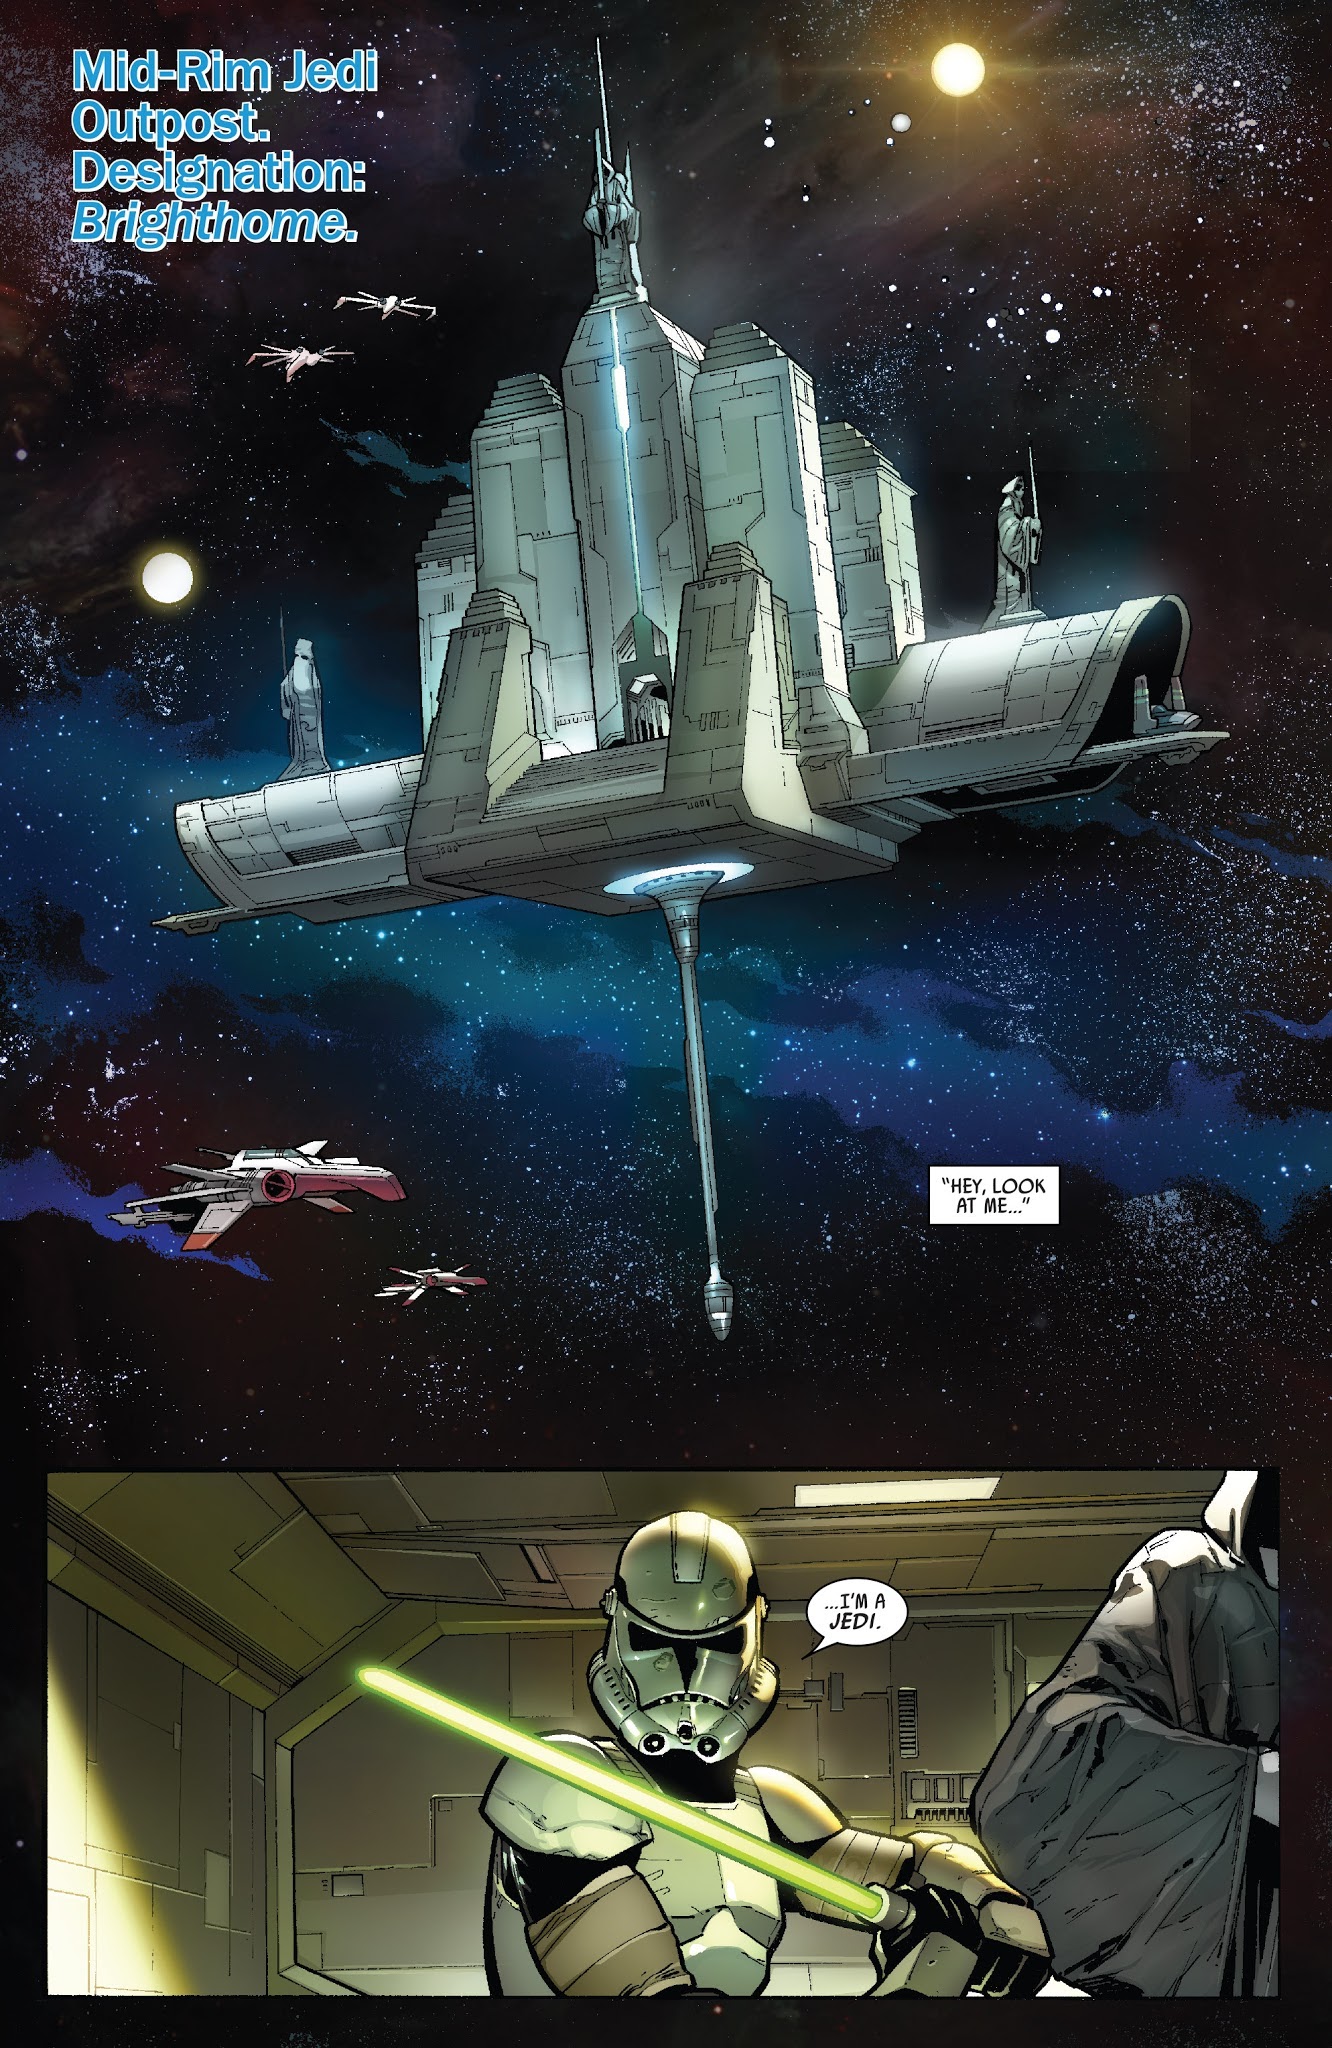 Mid-Rim Jedi
Outpost.
Designation:
Brighthome.
"HEY, LOOK
AT ME..."
...I'M A
JEDI.